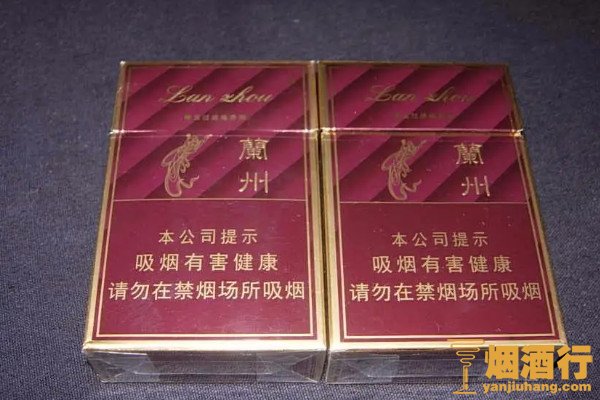 Lan zhou
蘭州
本公司提示
吸烟有害健康
请勿在禁烟场所吸烟
Lan zhou
蘭州
本公司提示
吸烟有害健康
请勿在禁烟场所吸烟
烟酒行
yanjiuhang.com